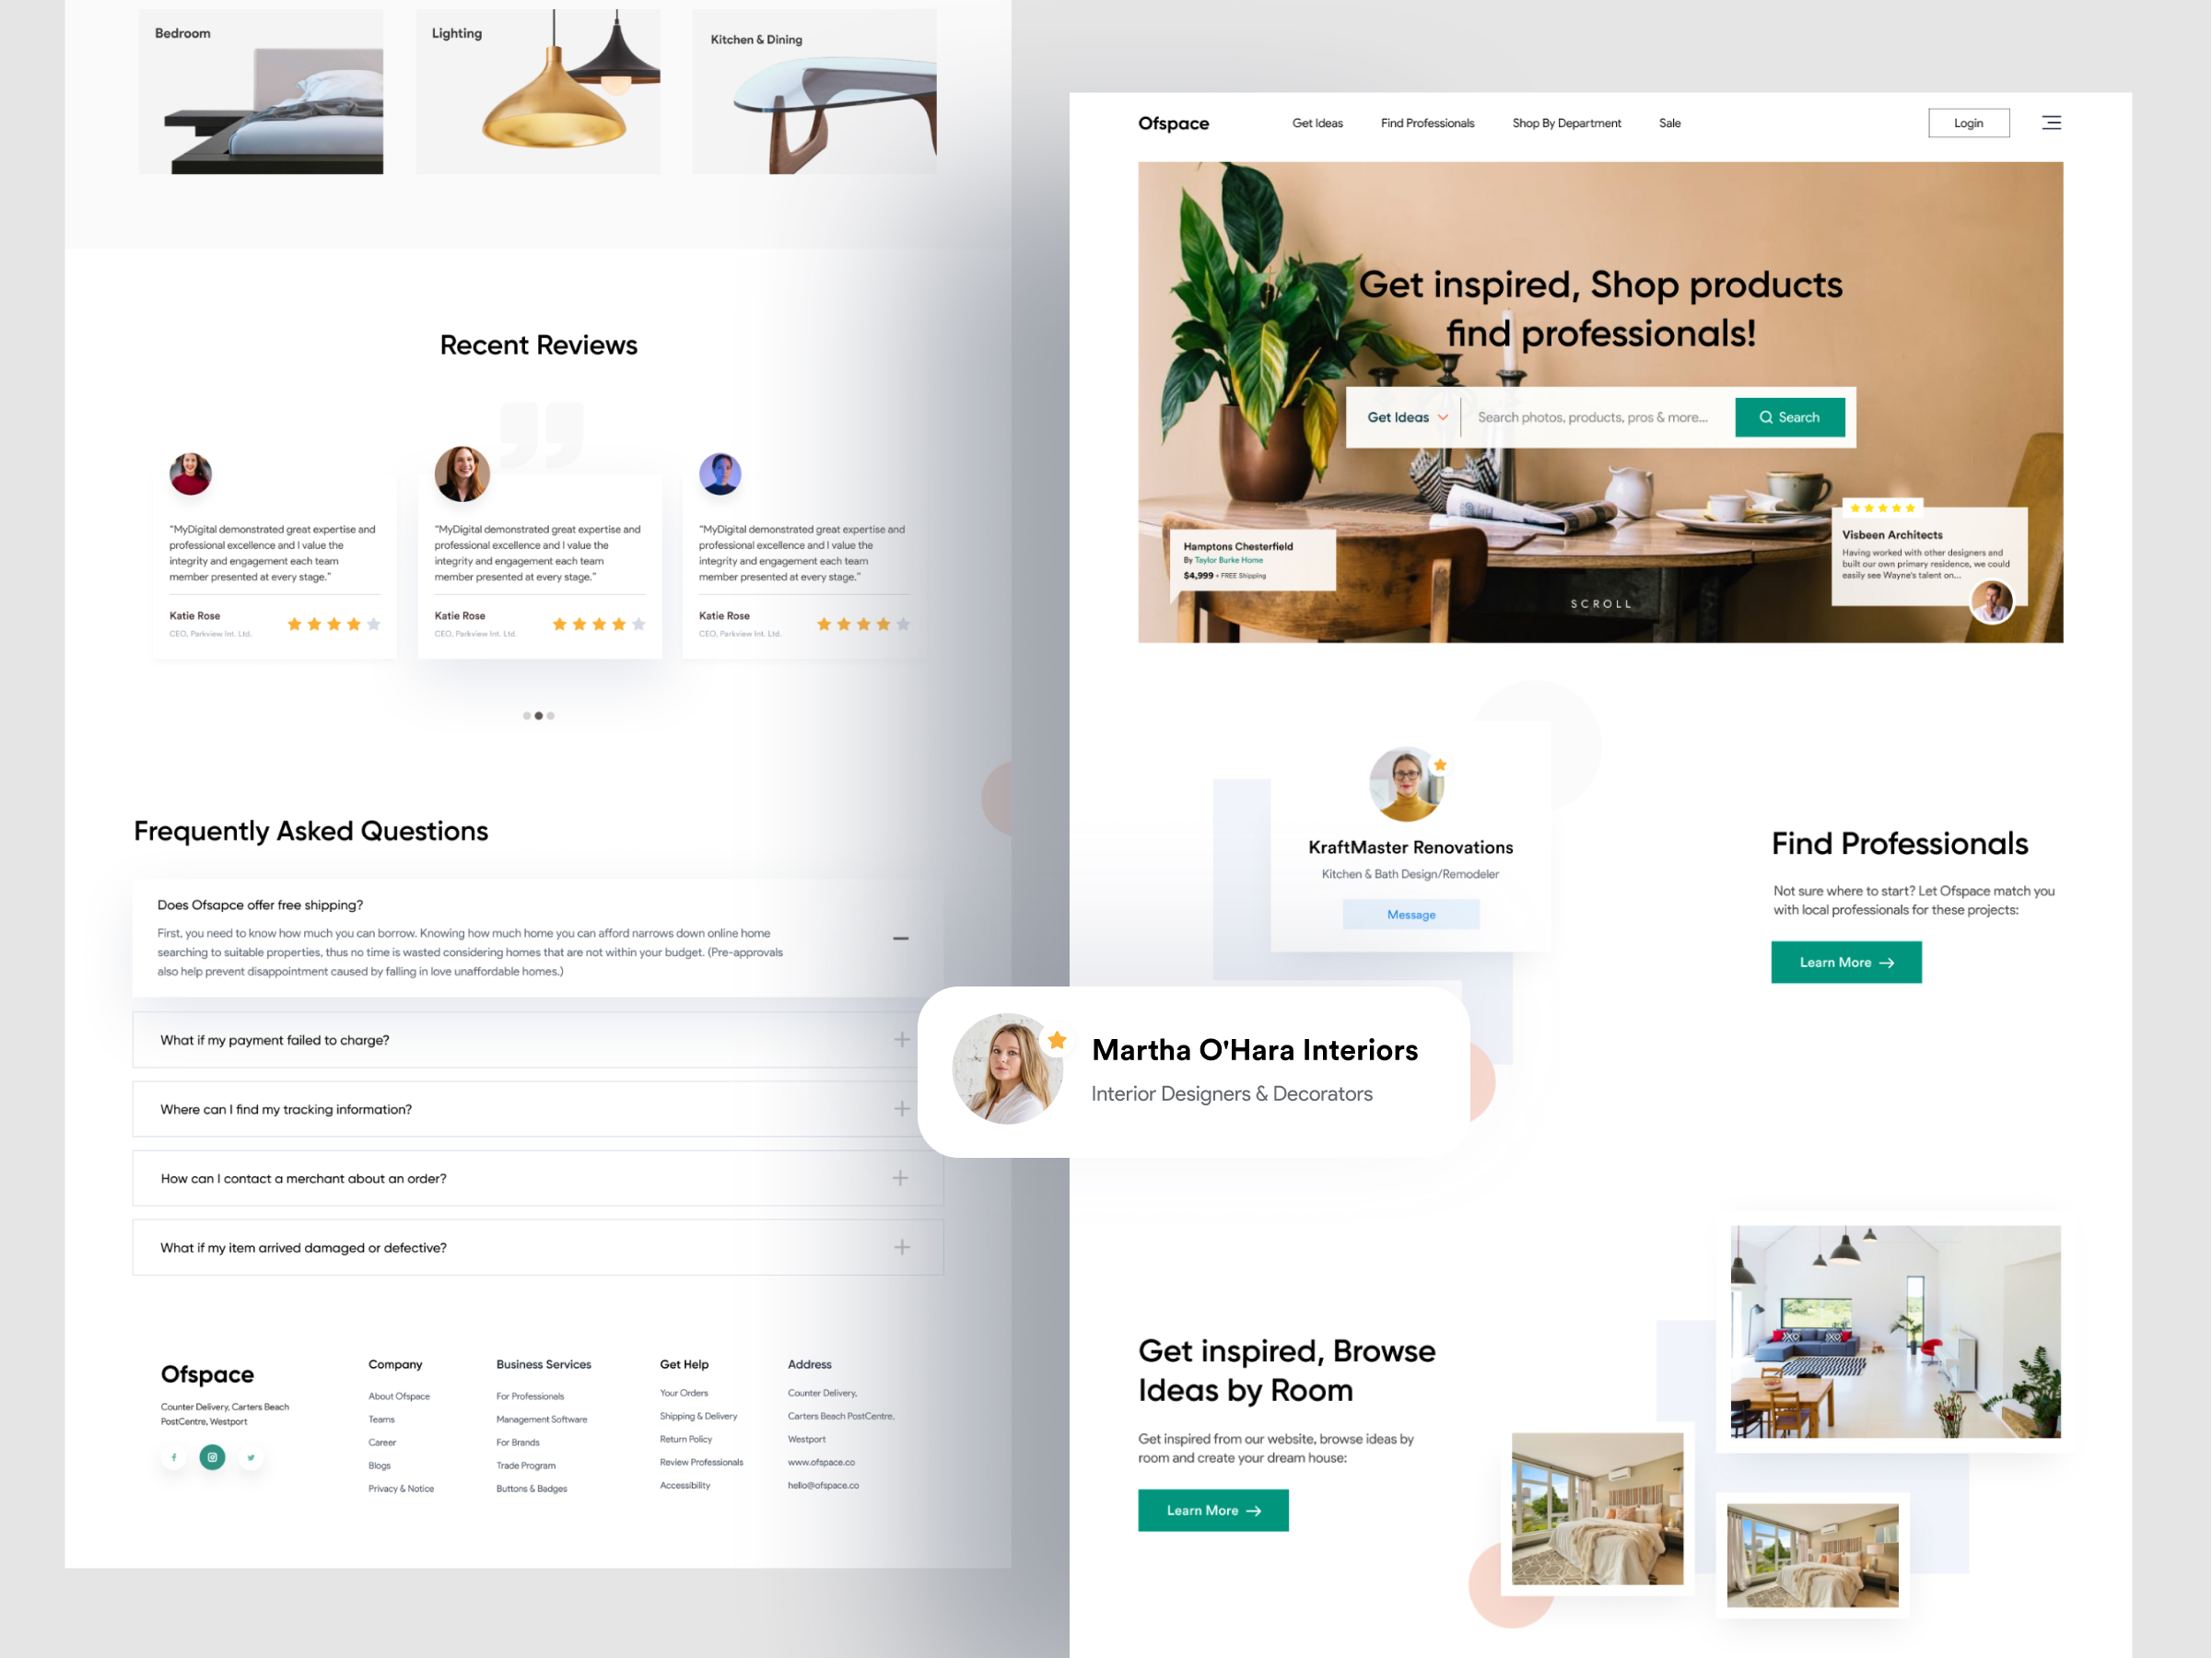 Bedroom
Lighting
Kitchen & Dining
Recent Reviews
"MyDigital demonstrated great expertise and
professional excellence and I value the
integrity and engagement each team
member presented at every stage."
Katie Rose
CEO, Parkview Int. Ltd.
"MyDigital demonstrated great expertise and
professional excellence and I value the
integrity and engagement each team
member presented at every stage."
Katie Rose
CEO, Parkview Int. Ltd.
"MyDigital demonstrated great expertise and
professional excellence and I value the
integrity and engagement each team
member presented at every stage."
Katie Rose
CEO, Parkview Int. Ltd.
Frequently Asked Questions
Does Ofsapce offer free shipping?
First, you need to know how much you can borrow. Knowing how much home you can afford narrows down online home
searching to suitable properties, thus no time is wasted considering homes that are not within your budget. (Pre-approvals
also help prevent disappointment caused by falling in love unaffordable homes.)
What if my payment failed to charge?
Where can I find my tracking information?
How can I contact a merchant about an order?
What if my item arrived damaged or defective?
Ofspace
Counter Delivery, Carters Beach
PostCentre, Westport
Company
About Ofspace
Teams
Career
Blogs
Privacy & Notice
Business Services
For Professionals
Management Software
For Brands
Trade Program
Buttons & Badges
Get Help
Your Orders
Shipping & Delivery
Return Policy
Review Professionals
Accessibility
Address
Counter Delivery,
Carters Beach PostCentre,
Westport
www.ofspace.co
hello@ofspace.co
Ofspace
Get Ideas
Find Professionals
Shop By Department
Sale
Login
Get inspired, Shop products
find professionals!
Get Ideas
Search photos, products, pros & more...
Search
Hamptons Chesterfield
By Taylor Burke Home
$4,999 + FREE Shipping
Visbeen Architects
Having worked with other designers and
built our own primary residence, we could
easily see Wayne's talent on...
SCROLL
KraftMaster Renovations
Kitchen & Bath Design/Remodeler
Message
Find Professionals
Not sure where to start? Let Ofspace match you
with local professionals for these projects:
Learn More
Martha O'Hara Interiors
Interior Designers & Decorators
Get inspired, Browse
Ideas by Room
Get inspired from our website, browse ideas by
room and create your dream house:
Learn More